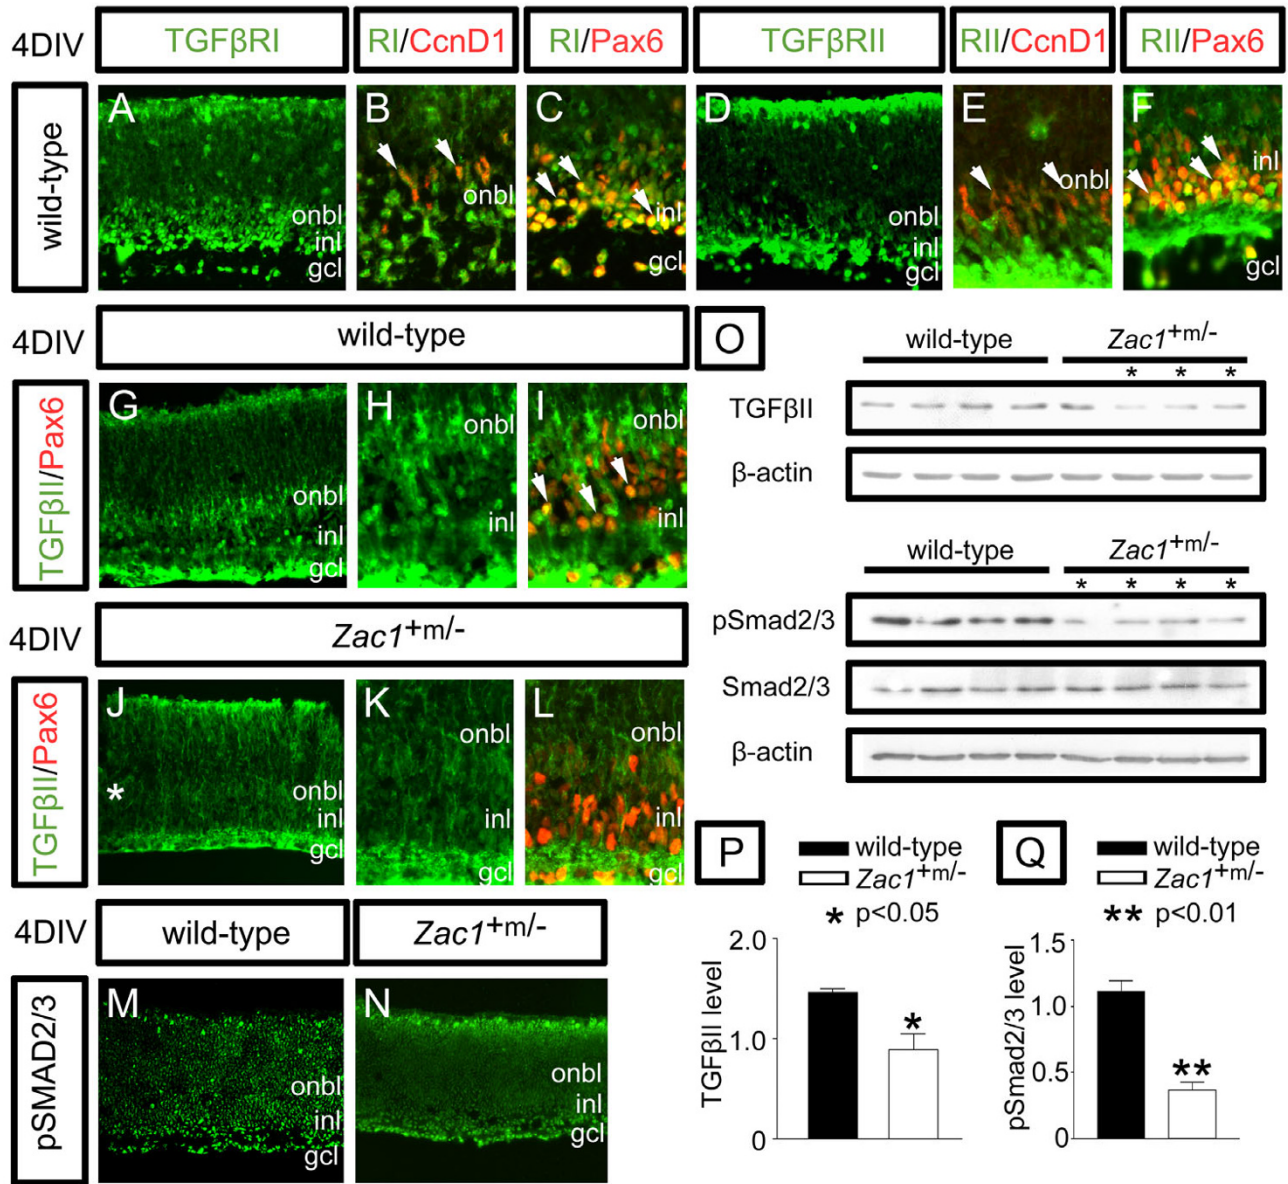 4DIV TGFβRI RI/CcnD1 RI/Pax6 TGFβRII RII/CcnD1 RII/Pax6
wild-type
A B C D E F
onbl onbl inl onbl onbl inl
inl gcl inl gcl
gcl gcl
4DIV wild-type
TGFβII/Pax6
G H I
onbl onbl
onbl
inl inl inl
gcl
4DIV Zac1+m/-
TGFβII/Pax6
J K L
*
onbl onbl
onbl
inl inl inl
gcl gcl gcl
4DIV wild-type Zac1+m/-
pSMAD2/3
M N
onbl onbl
inl inl
gcl gcl
O
wild-type Zac1+m/-
* * *
TGFβII
β-actin
wild-type Zac1+m/-
* * * *
pSmad2/3
Smad2/3
β-actin
P
wild-type
Zac1+m/-
* p<0.05
TGFβII level
2.0
1.0
0
*
Q
wild-type
Zac1+m/-
** p<0.01
pSmad2/3 level
1.5
1.0
0.5
0
**